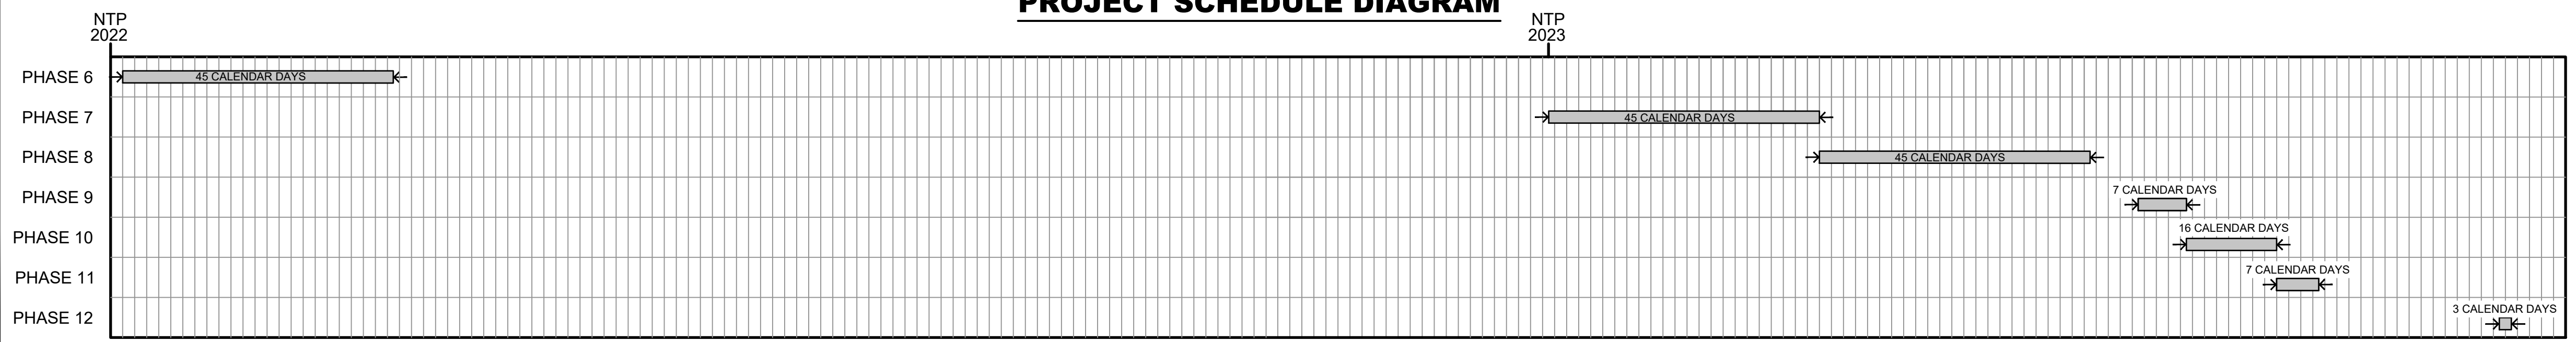 PROJECT SCHEDULE DIAGRAM
NTP
2022
NTP
2023
PHASE 6
45 CALENDAR DAYS
PHASE 7
45 CALENDAR DAYS
PHASE 8
45 CALENDAR DAYS
PHASE 9
7 CALENDAR DAYS
PHASE 10
16 CALENDAR DAYS
PHASE 11
7 CALENDAR DAYS
PHASE 12
3 CALENDAR DAYS